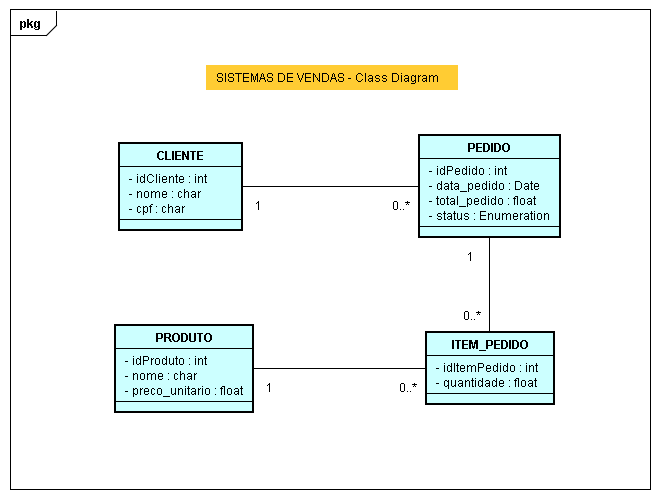 pkg
SISTEMAS DE VENDAS - Class Diagram
CLIENTE
- idCliente : int
- nome : char
- cpf : char
1
0..*
PEDIDO
- idPedido : int
- data_pedido : Date
- total_pedido : float
- status : Enumeration
1
0..*
PRODUTO
- idProduto : int
- nome : char
- preco_unitario : float
1
0..*
ITEM_PEDIDO
- idItemPedido : int
- quantidade : float